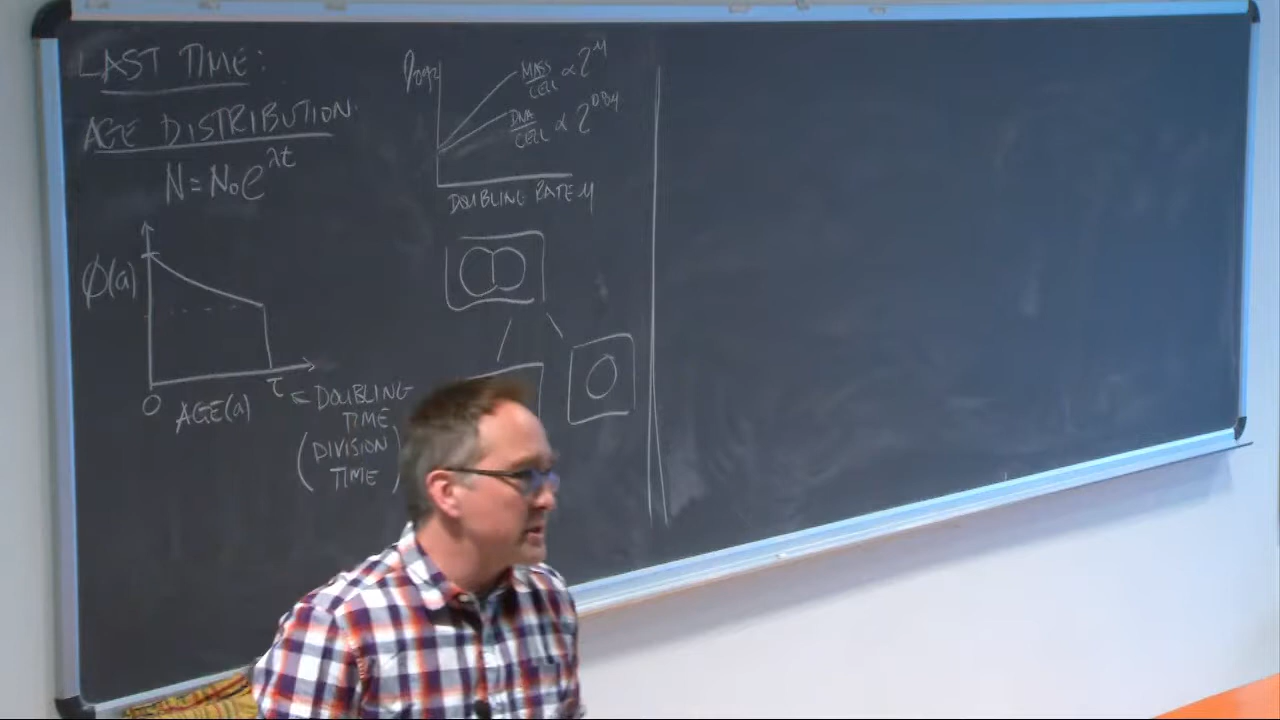 LAST TIME:
AGE DISTRIBUTION.
N=N₀e^λt
φ(a)
0
AGE(a)
τ = DOUBLING
TIME
(DIVISION
TIME)
MASS/CELL ∝ 2^μ
DNA/CELL ∝ 2^0.84
DOUBLING RATE μ